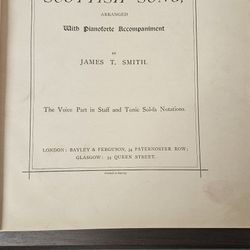 SCOTTISH SONG,
ARRANGED
With Pianoforte Accompaniment
BY
JAMES T. SMITH.
The Voice Part in Staff and Tonic Sol-fa Notations.
LONDON: BAYLEY & FERGUSON, 54 PATERNOSTER ROW;
GLASGOW: 54 QUEEN STREET.